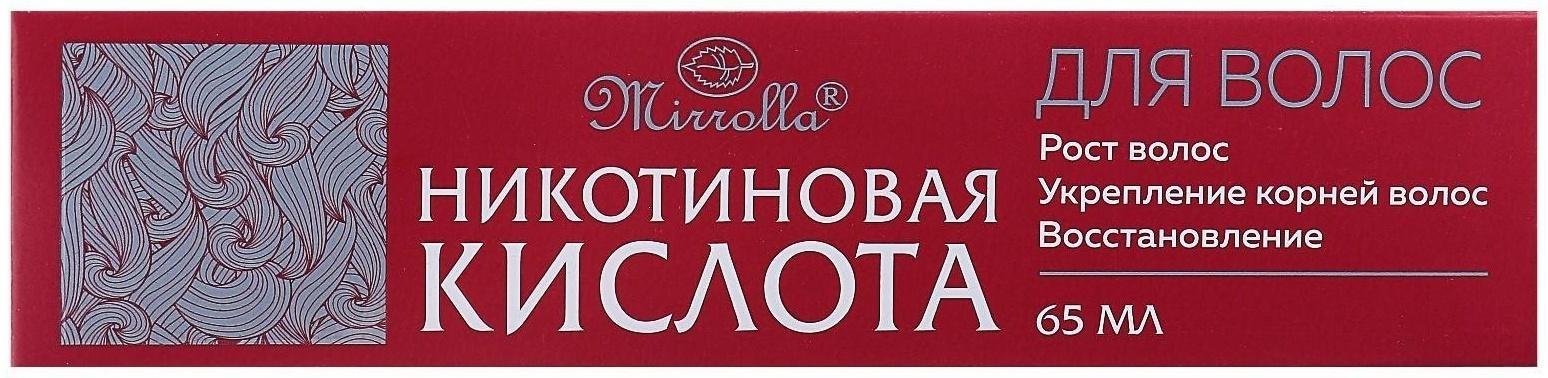 Mirrolla®
НИКОТИНОВАЯ
КИСЛОТА
ДЛЯ ВОЛОС
Рост волос
Укрепление корней волос
Восстановление
65 МЛ